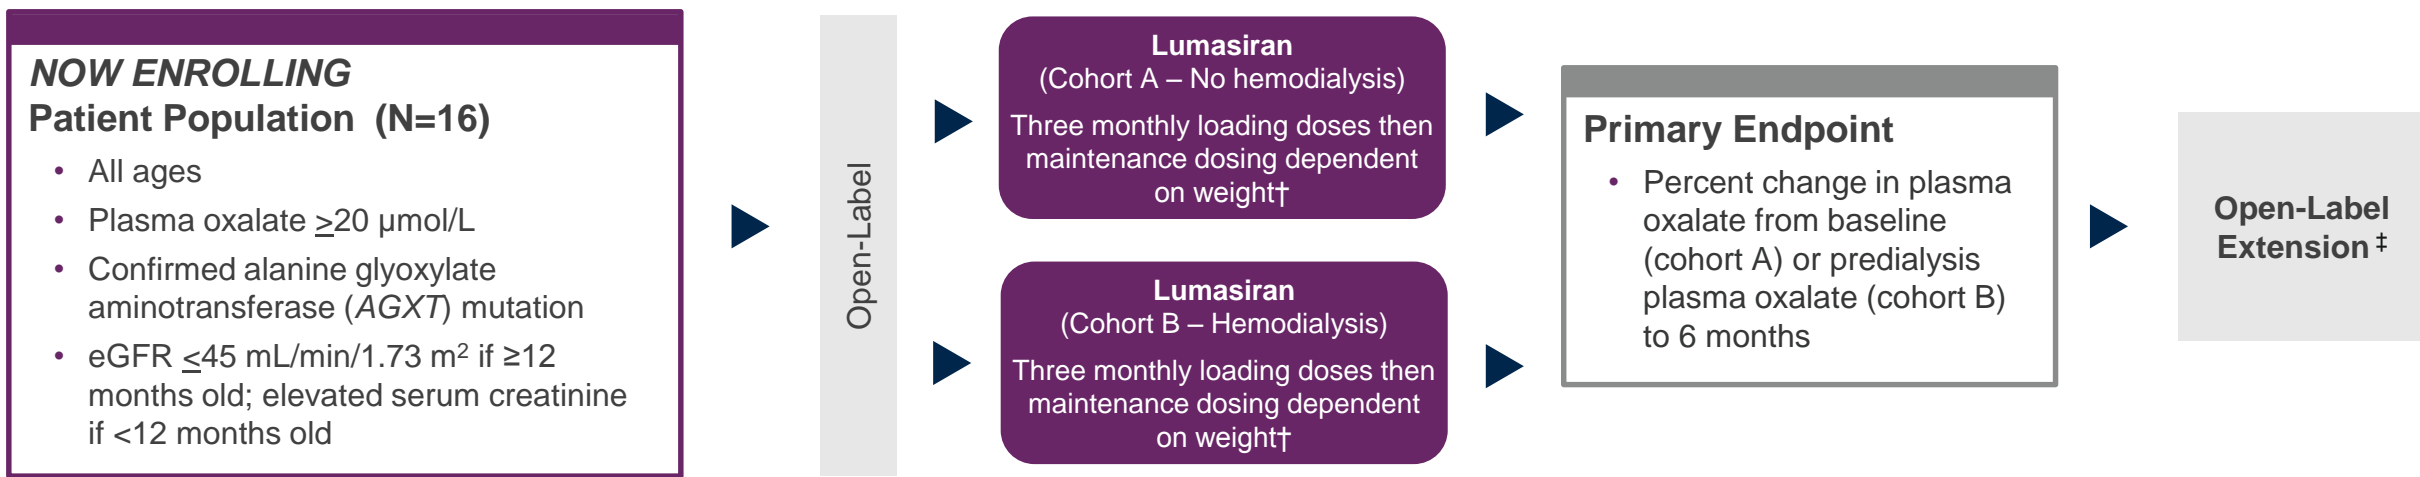 NOW ENROLLING
Patient Population (N=16)
• All ages
• Plasma oxalate ≥20 μmol/L
• Confirmed alanine glyoxylate
aminotransferase (AGXT) mutation
• eGFR ≤45 mL/min/1.73 m² if ≥12
months old; elevated serum creatinine
if <12 months old
Open-Label
Lumasiran
(Cohort A – No hemodialysis)
Three monthly loading doses then
maintenance dosing dependent
on weight†
Lumasiran
(Cohort B – Hemodialysis)
Three monthly loading doses then
maintenance dosing dependent
on weight†
Primary Endpoint
• Percent change in plasma
oxalate from baseline
(cohort A) or predialysis
plasma oxalate (cohort B)
to 6 months
Open-Label
Extension ‡